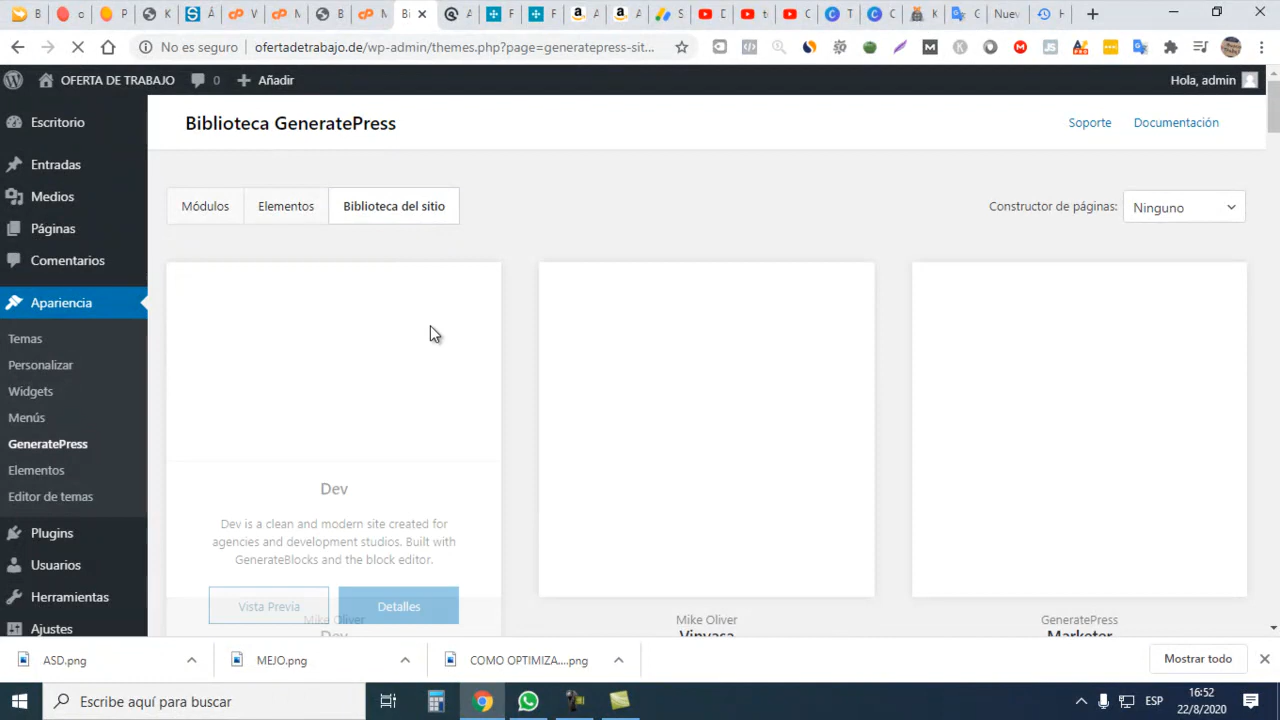 No es seguro
ofertadetrabajo.de/wp-admin/themes.php?page=generatepress-sit...
OFERTA DE TRABAJO
0
Añadir
Hola, admin
Escritorio
Entradas
Medios
Páginas
Comentarios
Apariencia
Temas
Personalizar
Widgets
Menús
GeneratePress
Elementos
Editor de temas
Plugins
Usuarios
Herramientas
Ajustes
Biblioteca GeneratePress
Soporte
Documentación
Módulos
Elementos
Biblioteca del sitio
Constructor de páginas:
Ninguno
Dev
Dev is a clean and modern site created for
agencies and development studios. Built with
GenerateBlocks and the block editor.
Vista Previa
Detalles
Mike Oliver
Dev
Mike Oliver
Vinyasa
GeneratePress
Marketer
ASD.png
MEJO.png
COMO OPTIMIZA....png
Mostrar todo
Escribe aquí para buscar
ESP
16:52
22/8/2020